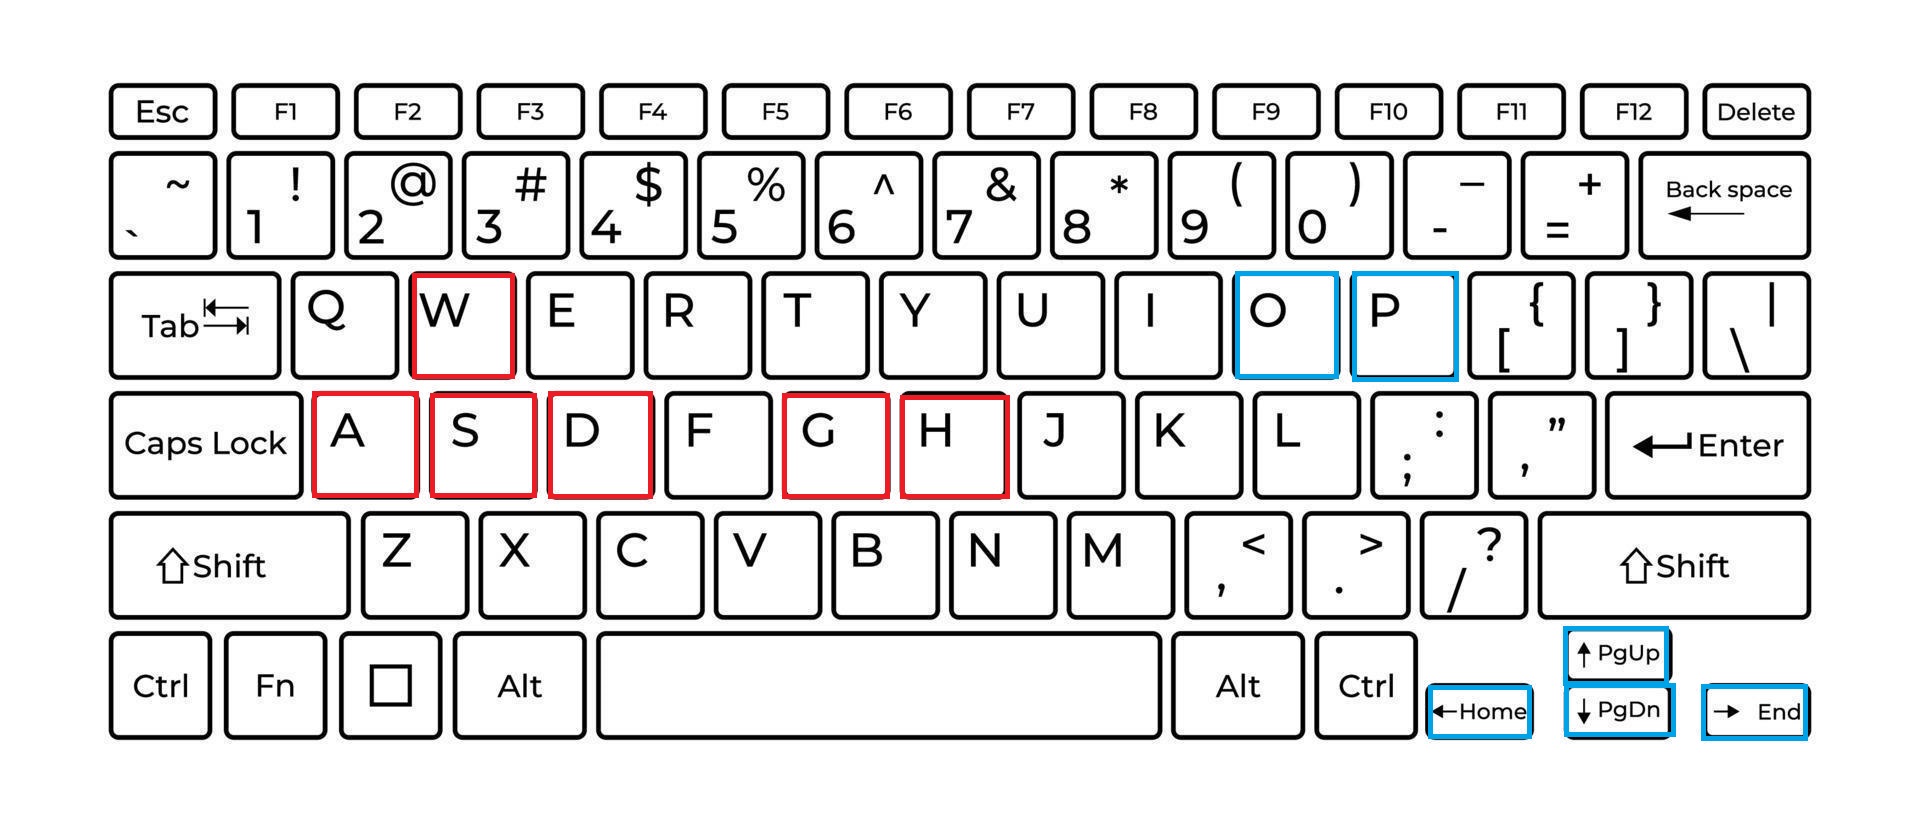 Esc F1 F2 F3 F4 F5 F6 F7 F8 F9 F10 F11 F12 Delete
~ ! @ # $ % ^ & * ( ) – + Back space
` 1 2 3 4 5 6 7 8 9 0 - =
Tab Q W E R T Y U I O P { } |
[ ] \
Caps Lock A S D F G H J K L : ” Enter
; ,
Shift Z X C V B N M < > ? Shift
, . /
PgUp
Ctrl Fn Alt Alt Ctrl Home PgDn End